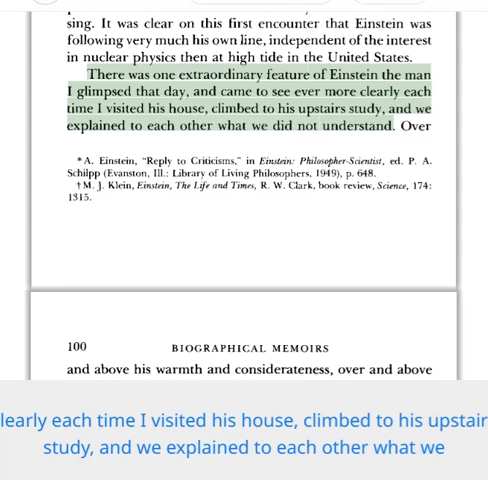 sing. It was clear on this first encounter that Einstein was
following very much his own line, independent of the interest
in nuclear physics then at high tide in the United States.
There was one extraordinary feature of Einstein the man
I glimpsed that day, and came to see ever more clearly each
time I visited his house, climbed to his upstairs study, and we
explained to each other what we did not understand. Over
*A. Einstein, "Reply to Criticisms," in Einstein: Philosopher-Scientist, ed. P. A.
Schilpp (Evanston, Ill.: Library of Living Philosophers, 1949), p. 648.
†M. J. Klein, Einstein, The Life and Times, R. W. Clark, book review, Science, 174:
1315.
100 BIOGRAPHICAL MEMOIRS
and above his warmth and considerateness, over and above
learly each time I visited his house, climbed to his upstair
study, and we explained to each other what we